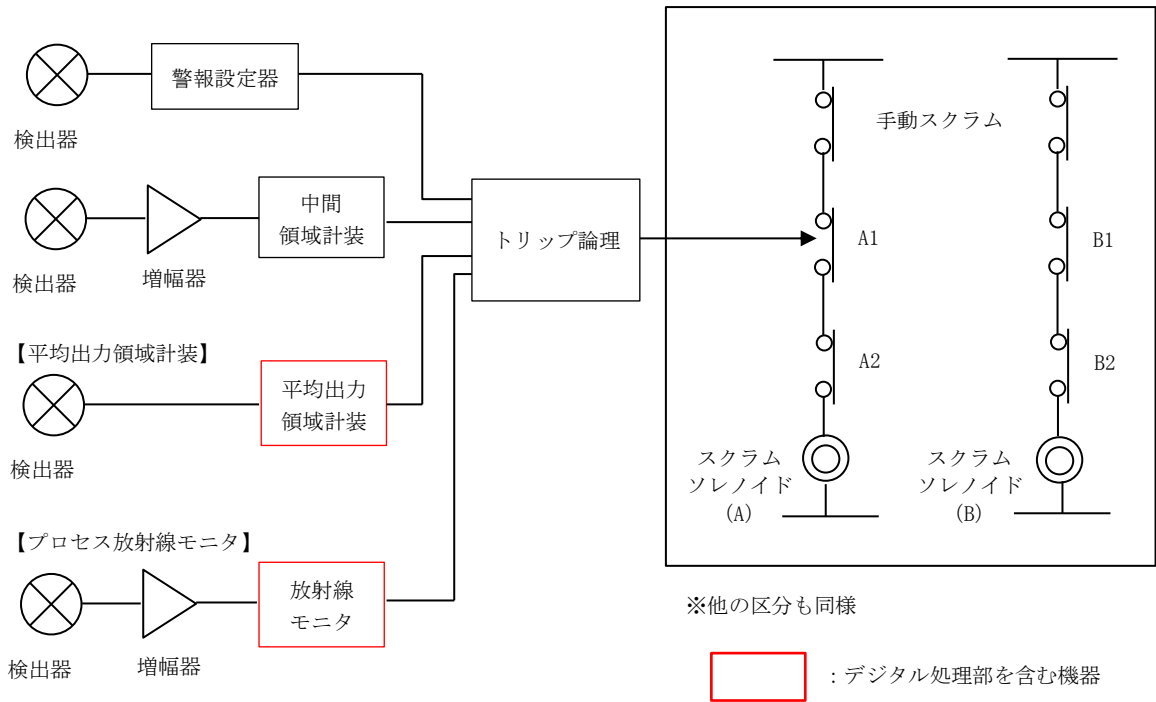 警報設定器
検出器
中間
領域計装
増幅器
検出器
【平均出力領域計装】
平均出力
領域計装
検出器
【プロセス放射線モニタ】
放射線
モニタ
検出器
増幅器
トリップ論理
手動スクラム
A1
B1
A2
B2
スクラム
ソレノイド
(A)
スクラム
ソレノイド
(B)
※他の区分も同様
:デジタル処理部を含む機器